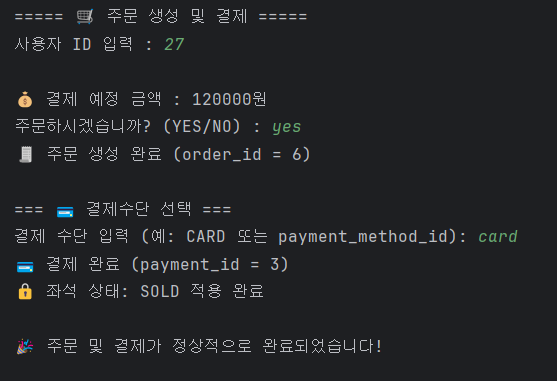 ===== 🛒 주문 생성 및 결제 =====
사용자 ID 입력 : 27
💰 결제 예정 금액 : 120000원
주문하시겠습니까? (YES/NO) : yes
🧾 주문 생성 완료 (order_id = 6)
=== 💳 결제수단 선택 ===
결제 수단 입력 (예: CARD 또는 payment_method_id): card
💳 결제 완료 (payment_id = 3)
🔒 좌석 상태: SOLD 적용 완료
🎉 주문 및 결제가 정상적으로 완료되었습니다!